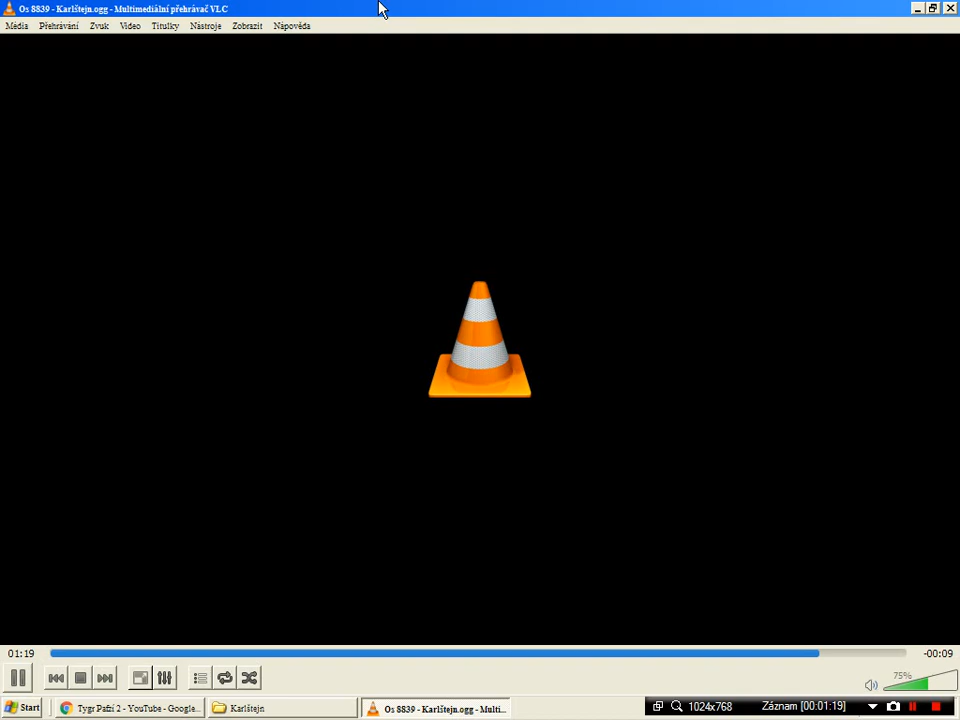 Os 8839 - Karlštejn.ogg - Multimediální přehrávač VLC
Média Přehrávání Zvuk Video Titulky Nástroje Zobrazit Nápověda
01:19 -00:09
75%
Start Tygr Patří 2 - YouTube - Google... Karlštejn Os 8839 - Karlštejn.ogg - Multi... 1024x768 Záznam [00:01:19]